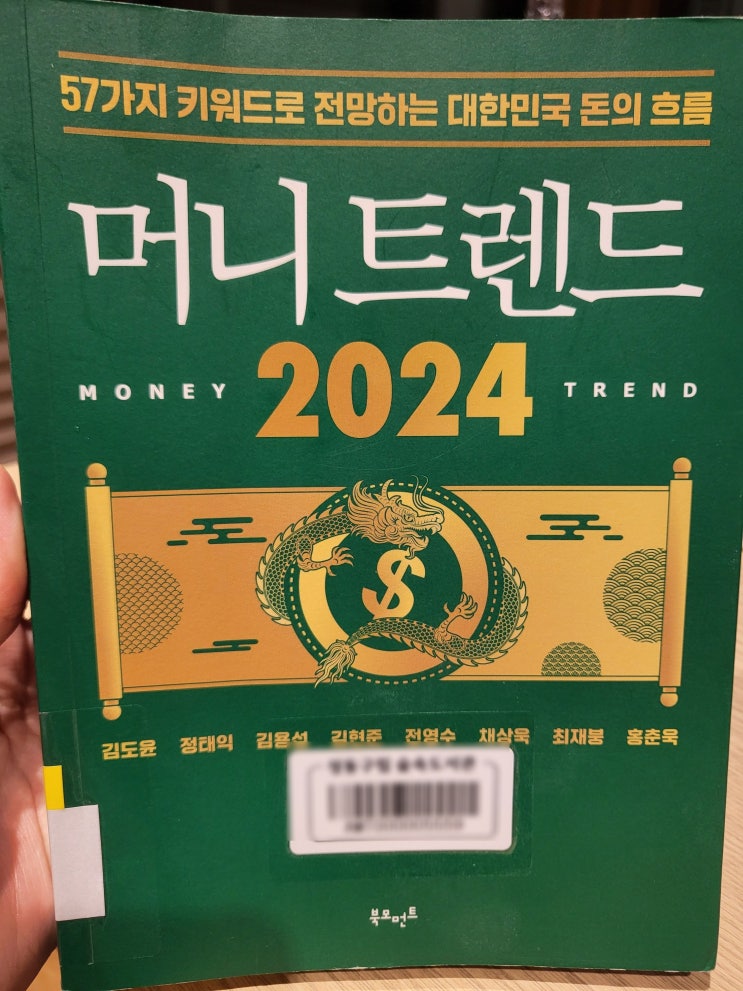 57가지 키워드로 전망하는 대한민국 돈의 흐름
머니 트렌드
MONEY 2024 TREND
$
김도윤 정태익 김용섭 김현준 전영수 채상욱 최재붕 홍춘욱
북모먼트